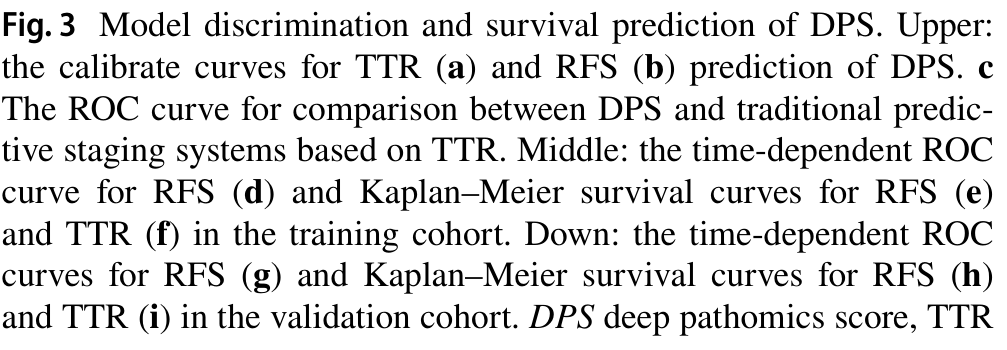 Fig. 3 Model discrimination and survival prediction of DPS. Upper:
the calibrate curves for TTR (a) and RFS (b) prediction of DPS. c
The ROC curve for comparison between DPS and traditional predic-
tive staging systems based on TTR. Middle: the time-dependent ROC
curve for RFS (d) and Kaplan–Meier survival curves for RFS (e)
and TTR (f) in the training cohort. Down: the time-dependent ROC
curves for RFS (g) and Kaplan–Meier survival curves for RFS (h)
and TTR (i) in the validation cohort. DPS deep pathomics score, TTR